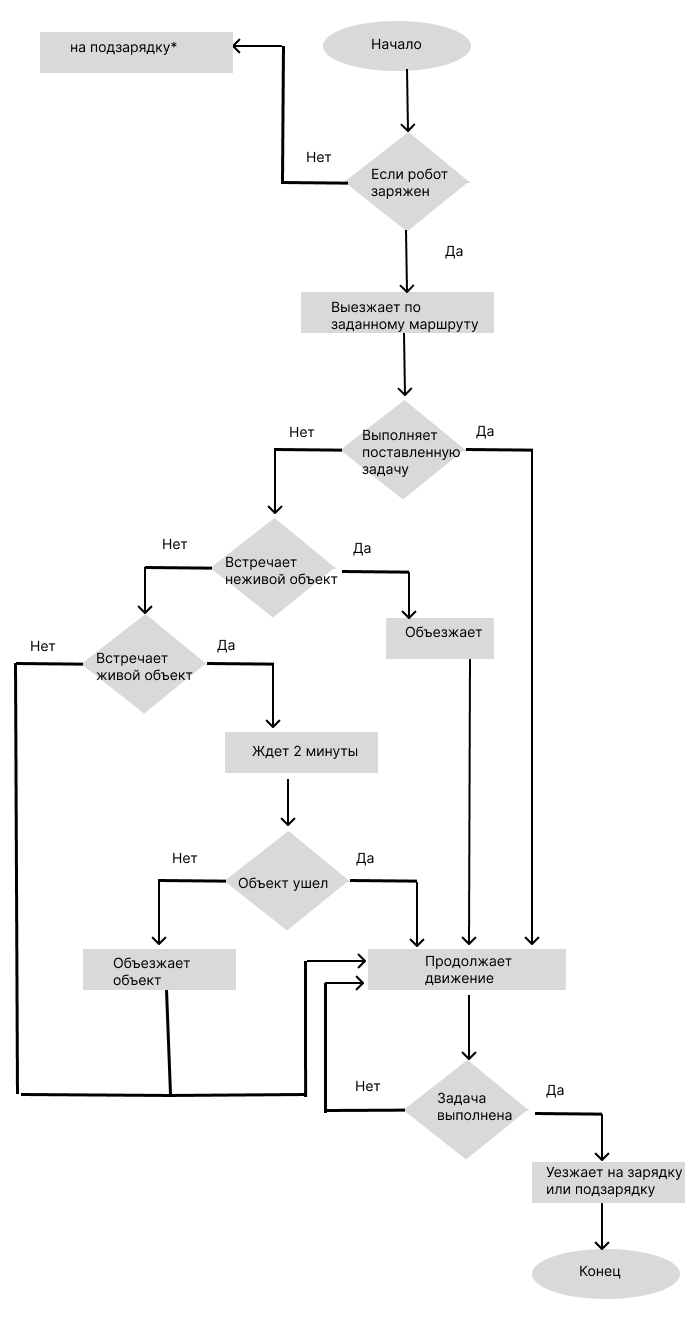 на подзарядку*
Начало
Нет
Если робот
заряжен
Да
Выезжает по
заданному маршруту
Нет
Выполняет
поставленную
задачу
Да
Нет
Встречает
неживой объект
Да
Объезжает
Нет
Встречает
живой объект
Да
Ждет 2 минуты
Нет
Объект ушел
Да
Объезжает
объект
Продолжает
движение
Нет
Задача
выполнена
Да
Уезжает на зарядку
или подзарядку
Конец